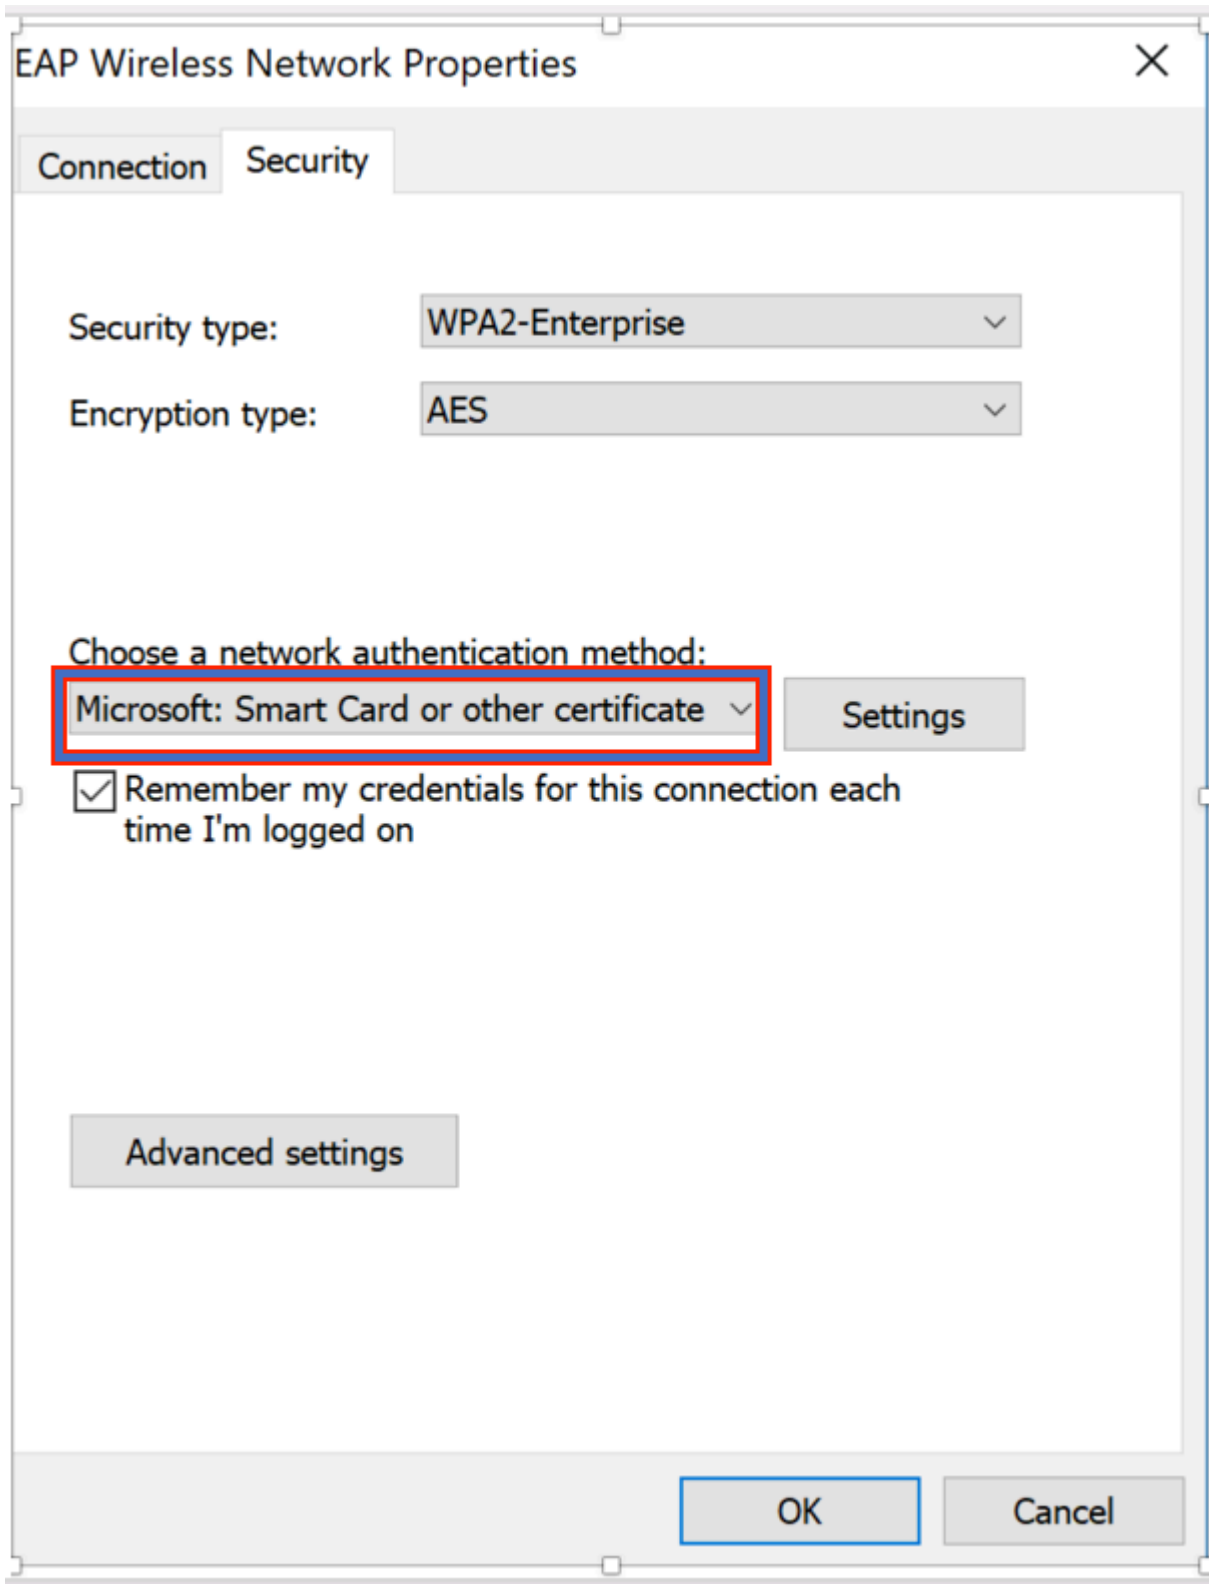 EAP Wireless Network Properties
Connection
Security
Security type:
WPA2-Enterprise
Encryption type:
AES
Choose a network authentication method:
Microsoft: Smart Card or other certificate
Settings
Remember my credentials for this connection each
time I'm logged on
Advanced settings
OK
Cancel